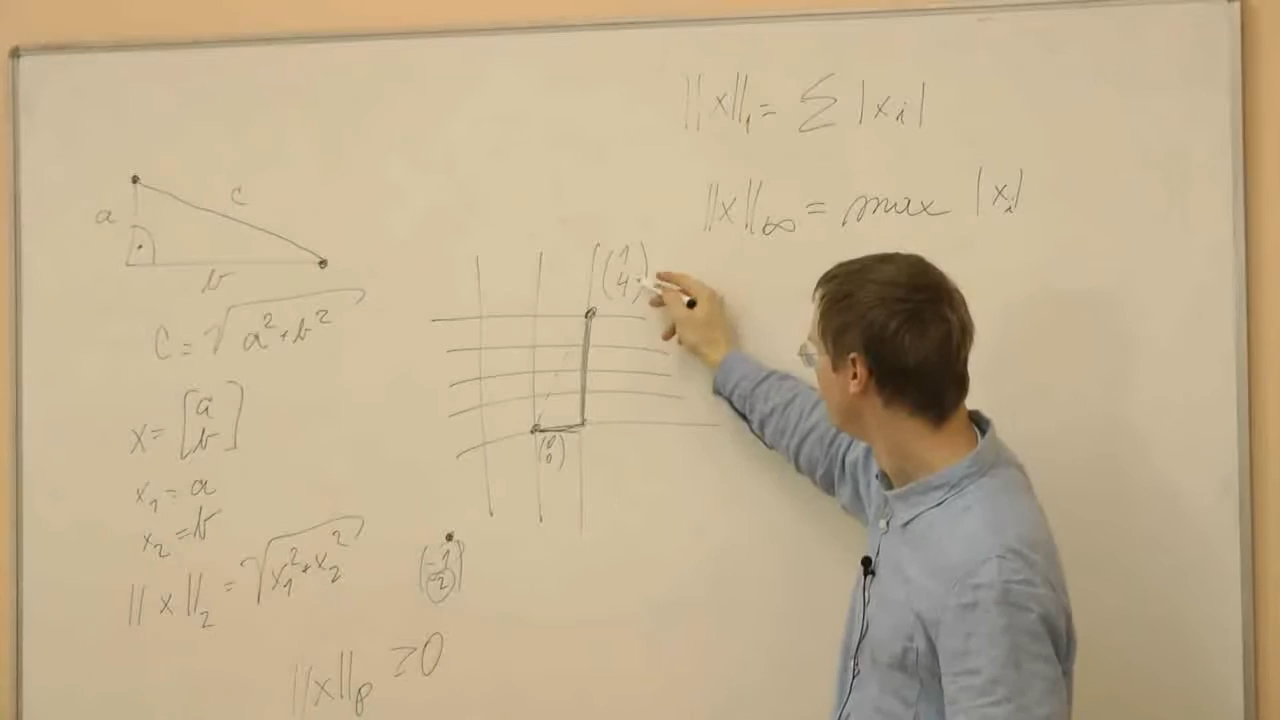 a
c
b
c = √a²+b²
x = [a
b]
x₁ = a
x₂ = b
||x||₂ = √x₁²+x₂²
||x||ₚ ≥ 0
(1
4)
(0
0)
(-1
-2)
||x||₁ = Σ |xᵢ|
||x||∞ = max |xᵢ|